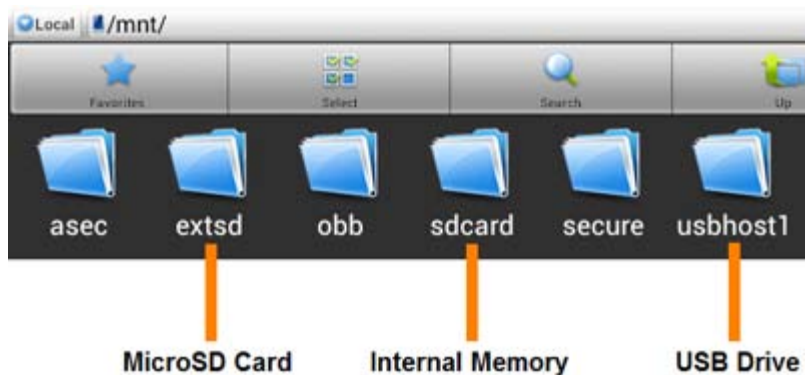 Local /mnt/
Favorites Select Search Up
asec extsd obb sdcard secure usbhost1
MicroSD Card Internal Memory USB Drive